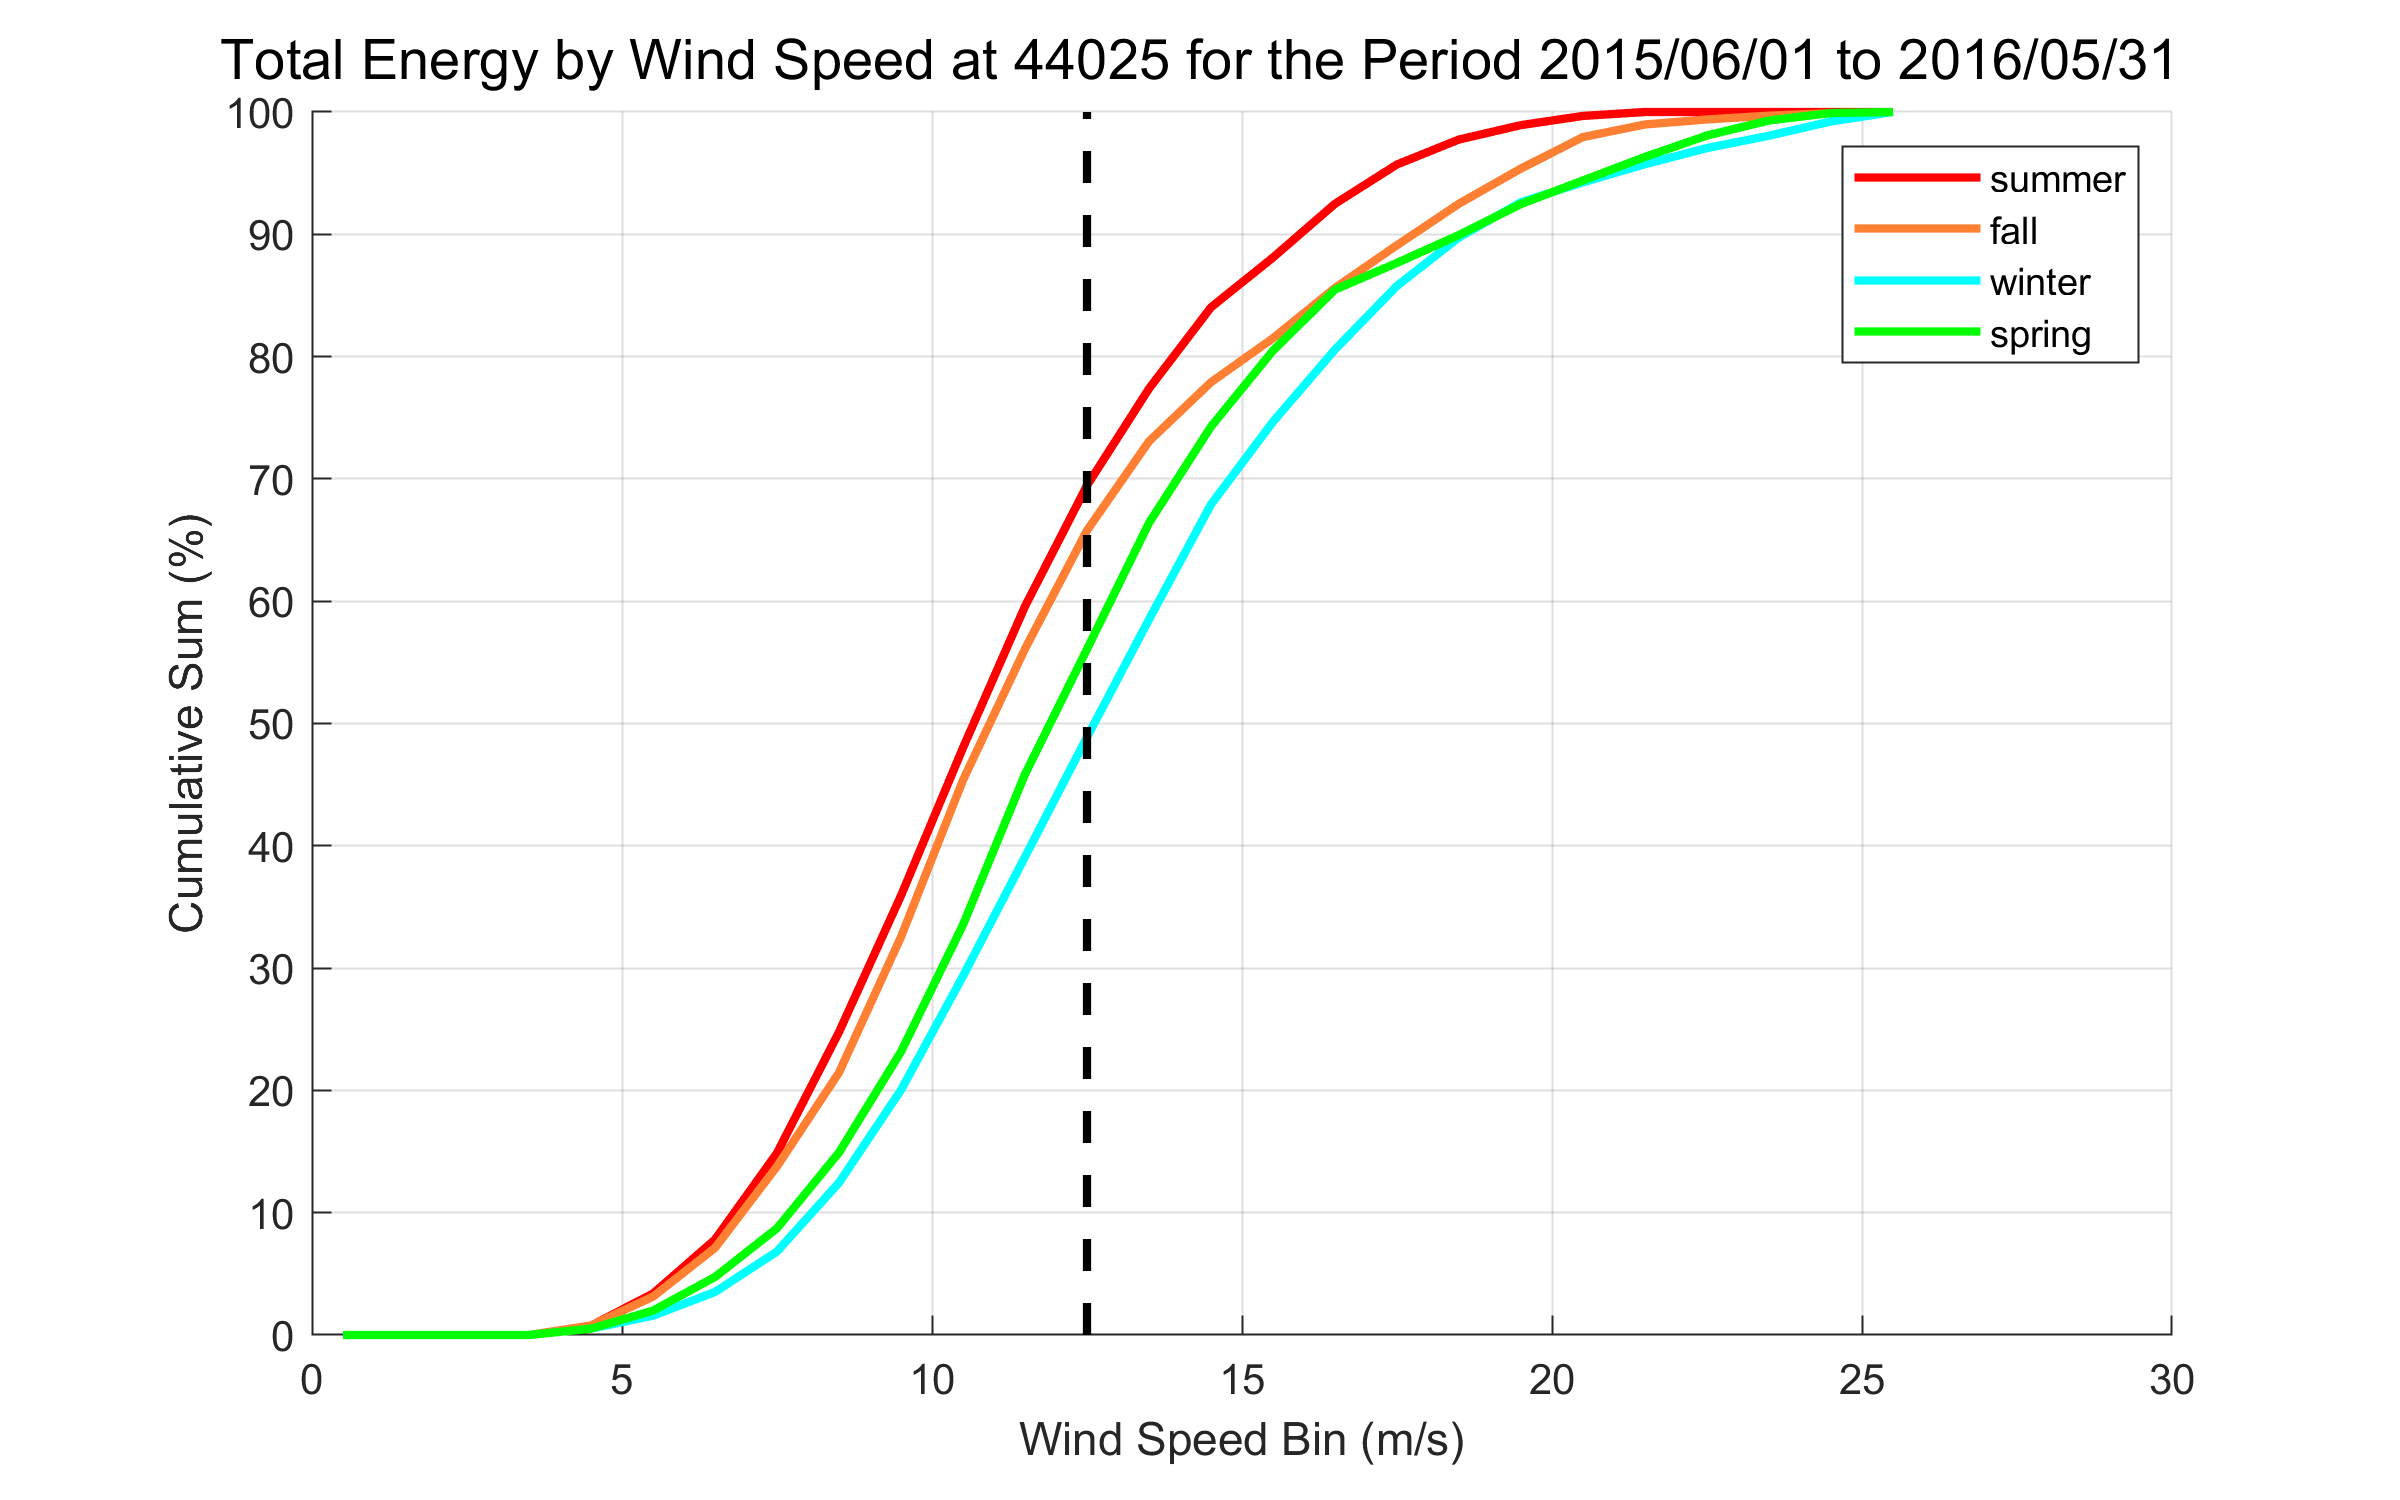 Total Energy by Wind Speed at 44025 for the Period 2015/06/01 to 2016/05/31
100
90
80
70
60
50
40
30
20
10
0
Cumulative Sum (%)
summer
fall
winter
spring
0 5 10 15 20 25 30
Wind Speed Bin (m/s)